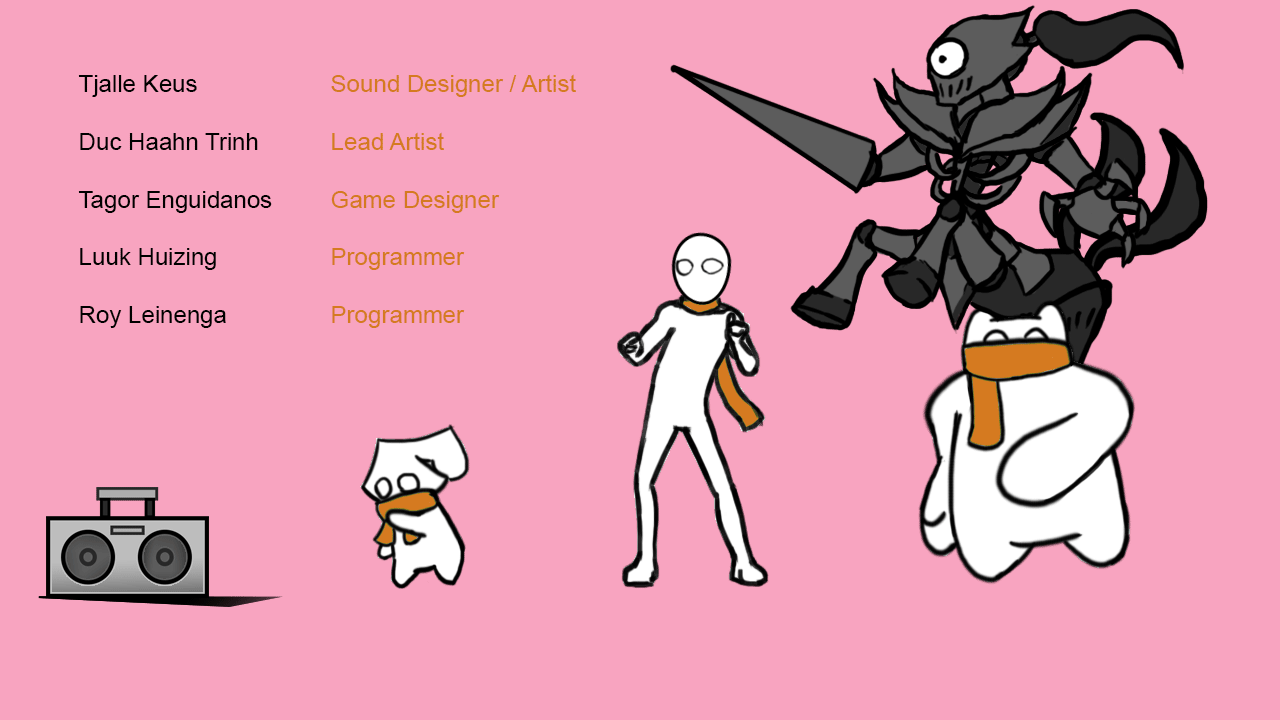 Tjalle Keus Sound Designer / Artist
Duc Haahn Trinh Lead Artist
Tagor Enguidanos Game Designer
Luuk Huizing Programmer
Roy Leinenga Programmer